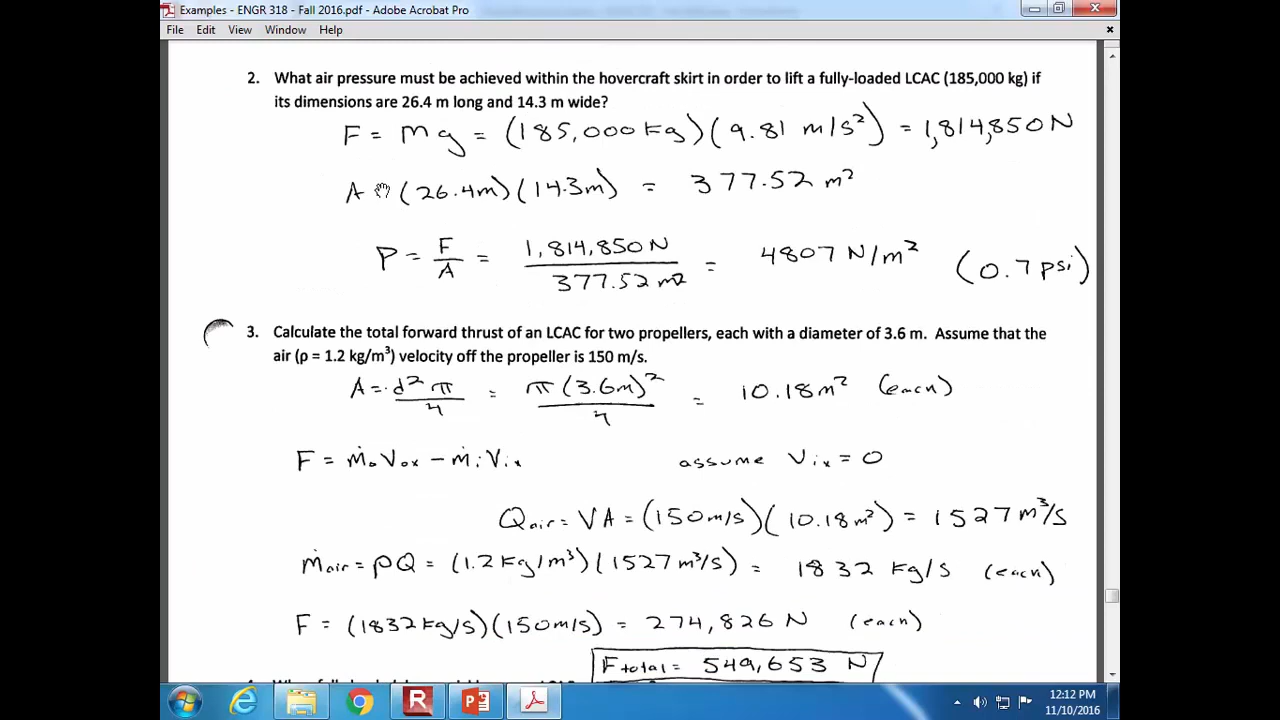 Examples - ENGR 318 - Fall 2016.pdf - Adobe Acrobat Pro
File Edit View Window Help
2. What air pressure must be achieved within the hovercraft skirt in order to lift a fully-loaded LCAC (185,000 kg) if
its dimensions are 26.4 m long and 14.3 m wide?
F = Mg = (185,000 kg)(9.81 m/s²) = 1,814,850 N
A (26.4m)(14.3m) = 377.52 m²
P = F/A = 1,814,850 N / 377.52 m² = 4807 N/m² (0.7 psi)
3. Calculate the total forward thrust of an LCAC for two propellers, each with a diameter of 3.6 m. Assume that the
air (ρ = 1.2 kg/m³) velocity off the propeller is 150 m/s.
A = d²π/4 = π(3.6m)²/4 = 10.18 m² (each)
F = ṁₒVₒₓ - ṁᵢVᵢₓ assume Vᵢₓ = 0
Qair = VA = (150 m/s)(10.18 m²) = 1527 m³/s
ṁair = ρQ = (1.2 kg/m³)(1527 m³/s) = 1832 kg/s (each)
F = (1832 kg/s)(150 m/s) = 274,826 N (each)
Ftotal = 549,653 N
12:12 PM
11/10/2016